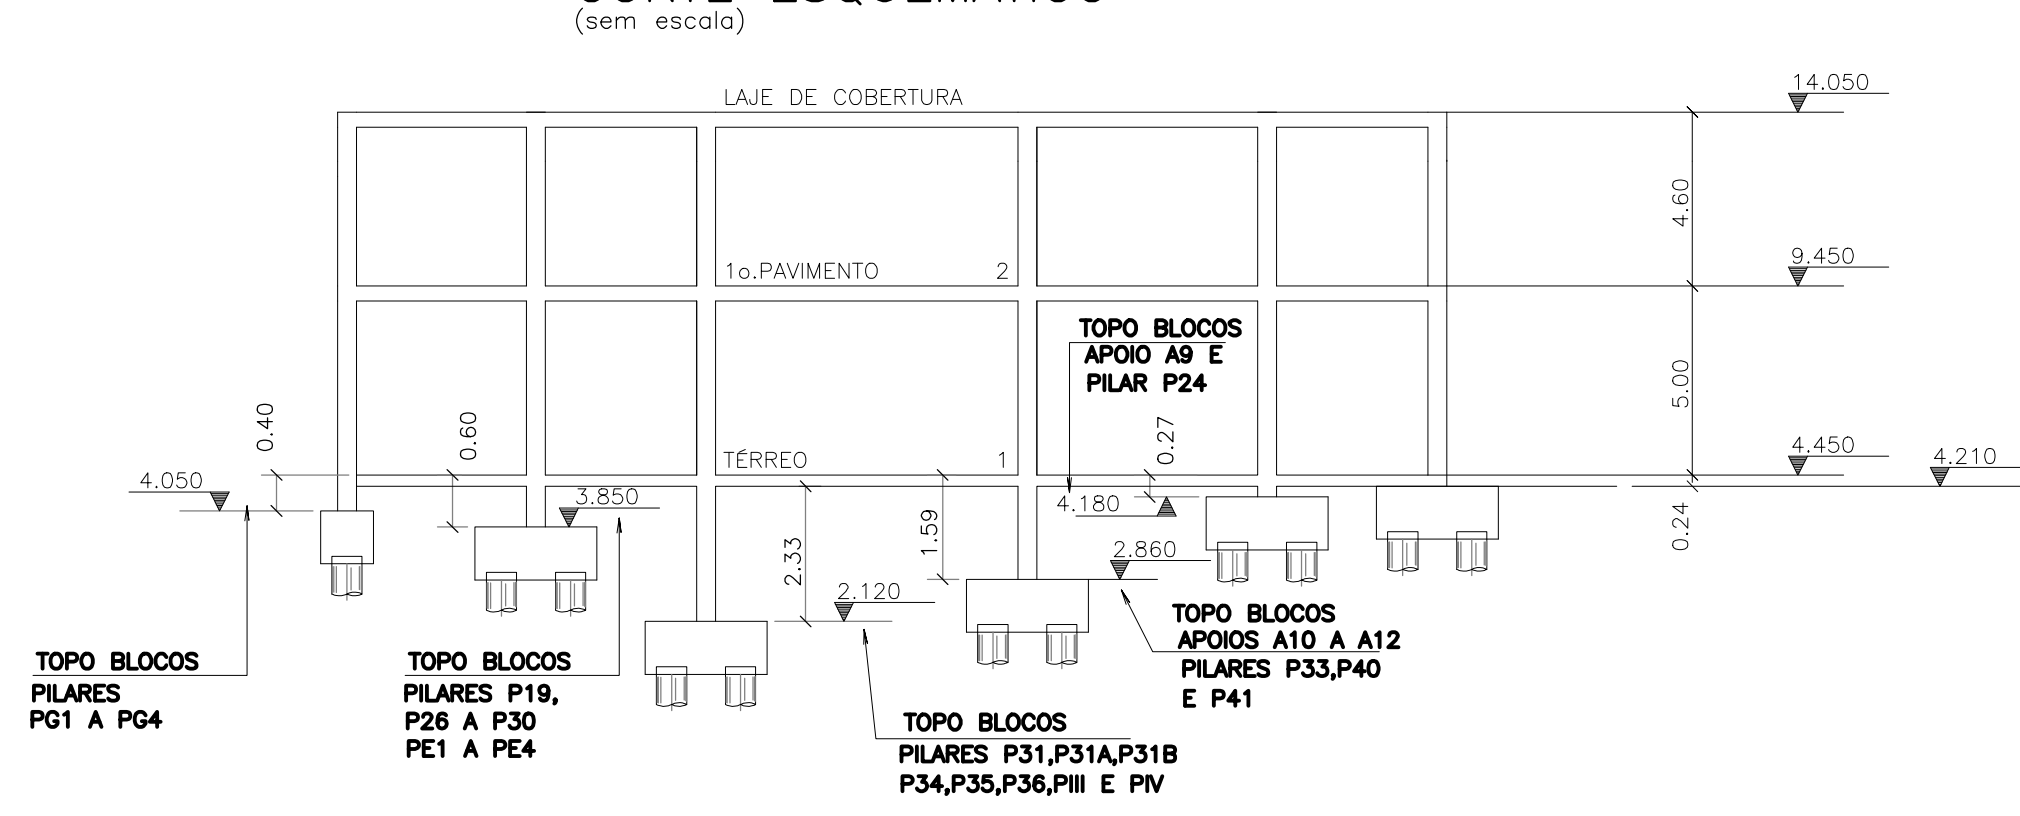 (sem escala)
LAJE DE COBERTURA
14.050
4.60
1o.PAVIMENTO 2
9.450
TOPO BLOCOS
APOIO A9 E
PILAR P24
5.00
0.40
0.60
0.27
TÉRREO 1
4.450
4.210
4.050
3.850
4.180
0.24
1.59
2.33
2.860
2.120
TOPO BLOCOS
APOIOS A10 A A12
PILARES P33,P40
E P41
TOPO BLOCOS
PILARES
PG1 A PG4
TOPO BLOCOS
PILARES P19,
P26 A P30
PE1 A PE4
TOPO BLOCOS
PILARES P31,P31A,P31B
P34,P35,P36,PIII E PIV